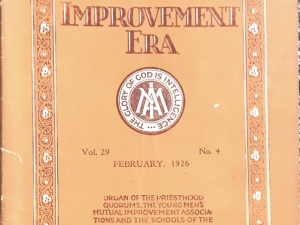 IMPROVEMENT
ERA
THE GLORY OF GOD IS INTELLIGENCE
MIA
Vol. 29 No. 4
FEBRUARY, 1926
ORGAN OF THE PRIESTHOOD
QUORUMS, THE YOUNG MEN'S
MUTUAL IMPROVEMENT ASSOCIA-
TIONS AND THE SCHOOLS OF THE